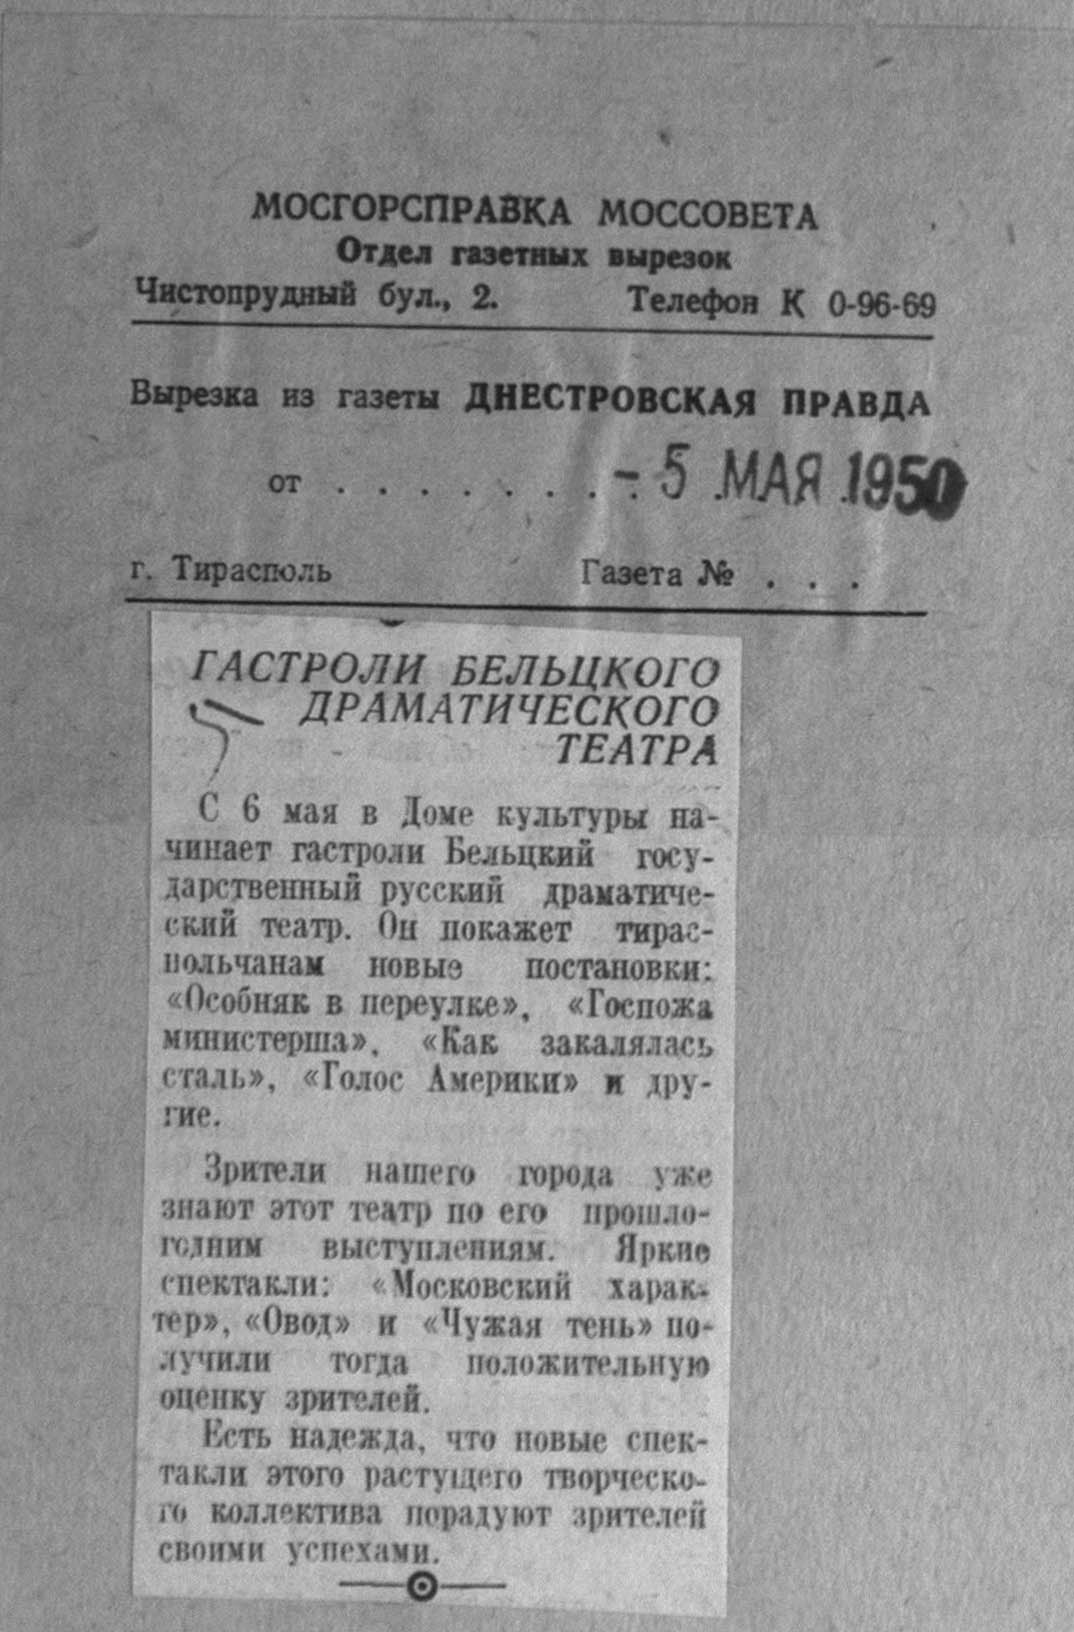 МОСГОРСПРАВКА МОССОВЕТА
Отдел газетных вырезок
Чистопрудный бул., 2. Телефон К 0-96-69
Вырезка из газеты ДНЕСТРОВСКАЯ ПРАВДА
от . . . . . . . . - 5 МАЯ 1950
г. Тирасполь Газета № . . .
ГАСТРОЛИ БЕЛЬЦКОГО
ДРАМАТИЧЕСКОГО
ТЕАТРА
С 6 мая в Доме культуры на-
чинает гастроли Бельцкий госу-
дарственный русский драматиче-
ский театр. Он покажет тирас-
польчанам новые постановки:
«Особняк в переулке», «Госпожа
министерша», «Как закалялась
сталь», «Голос Америки» и дру-
гие.
Зрители нашего города уже
знают этот театр по его прошло-
годним выступлениям. Яркие
спектакли: «Московский харак-
тер», «Овод» и «Чужая тень» по-
лучили тогда положительную
оценку зрителей.
Есть надежда, что новые спек-
такли этого растущего творческо-
го коллектива порадуют зрителей
своими успехами.